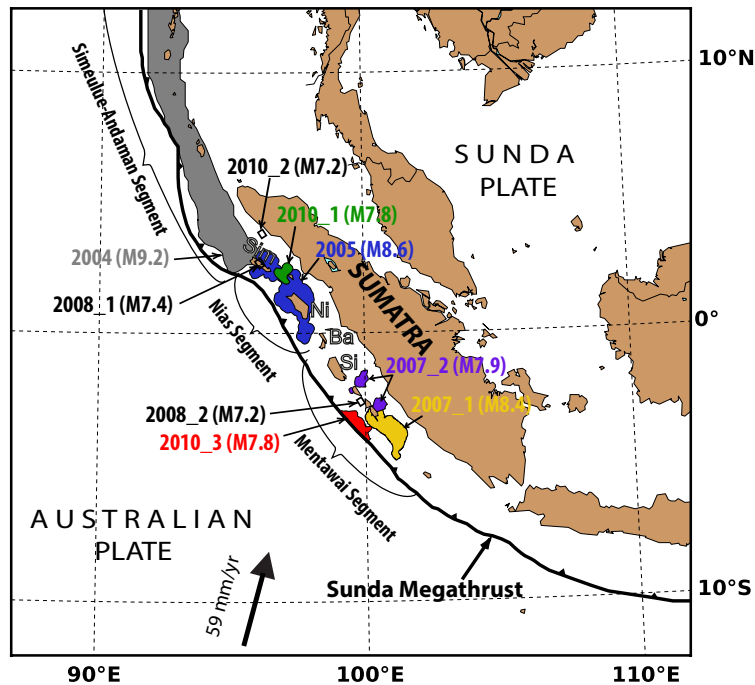 10°N
Simeulue-Andaman Segment
SUNDA
PLATE
2010_2 (M7.2)
2010_1 (M7.8)
Sim
2004 (M9.2)
2005 (M8.6)
SUMATRA
2008_1 (M7.4)
Ni
0°
Nias Segment
Ba
Si
2007_2 (M7.9)
2008_2 (M7.2)
2007_1 (M8.4)
2010_3 (M7.8)
Mentawai Segment
AUSTRALIAN
PLATE
59 mm/yr
Sunda Megathrust
10°S
90°E
100°E
110°E